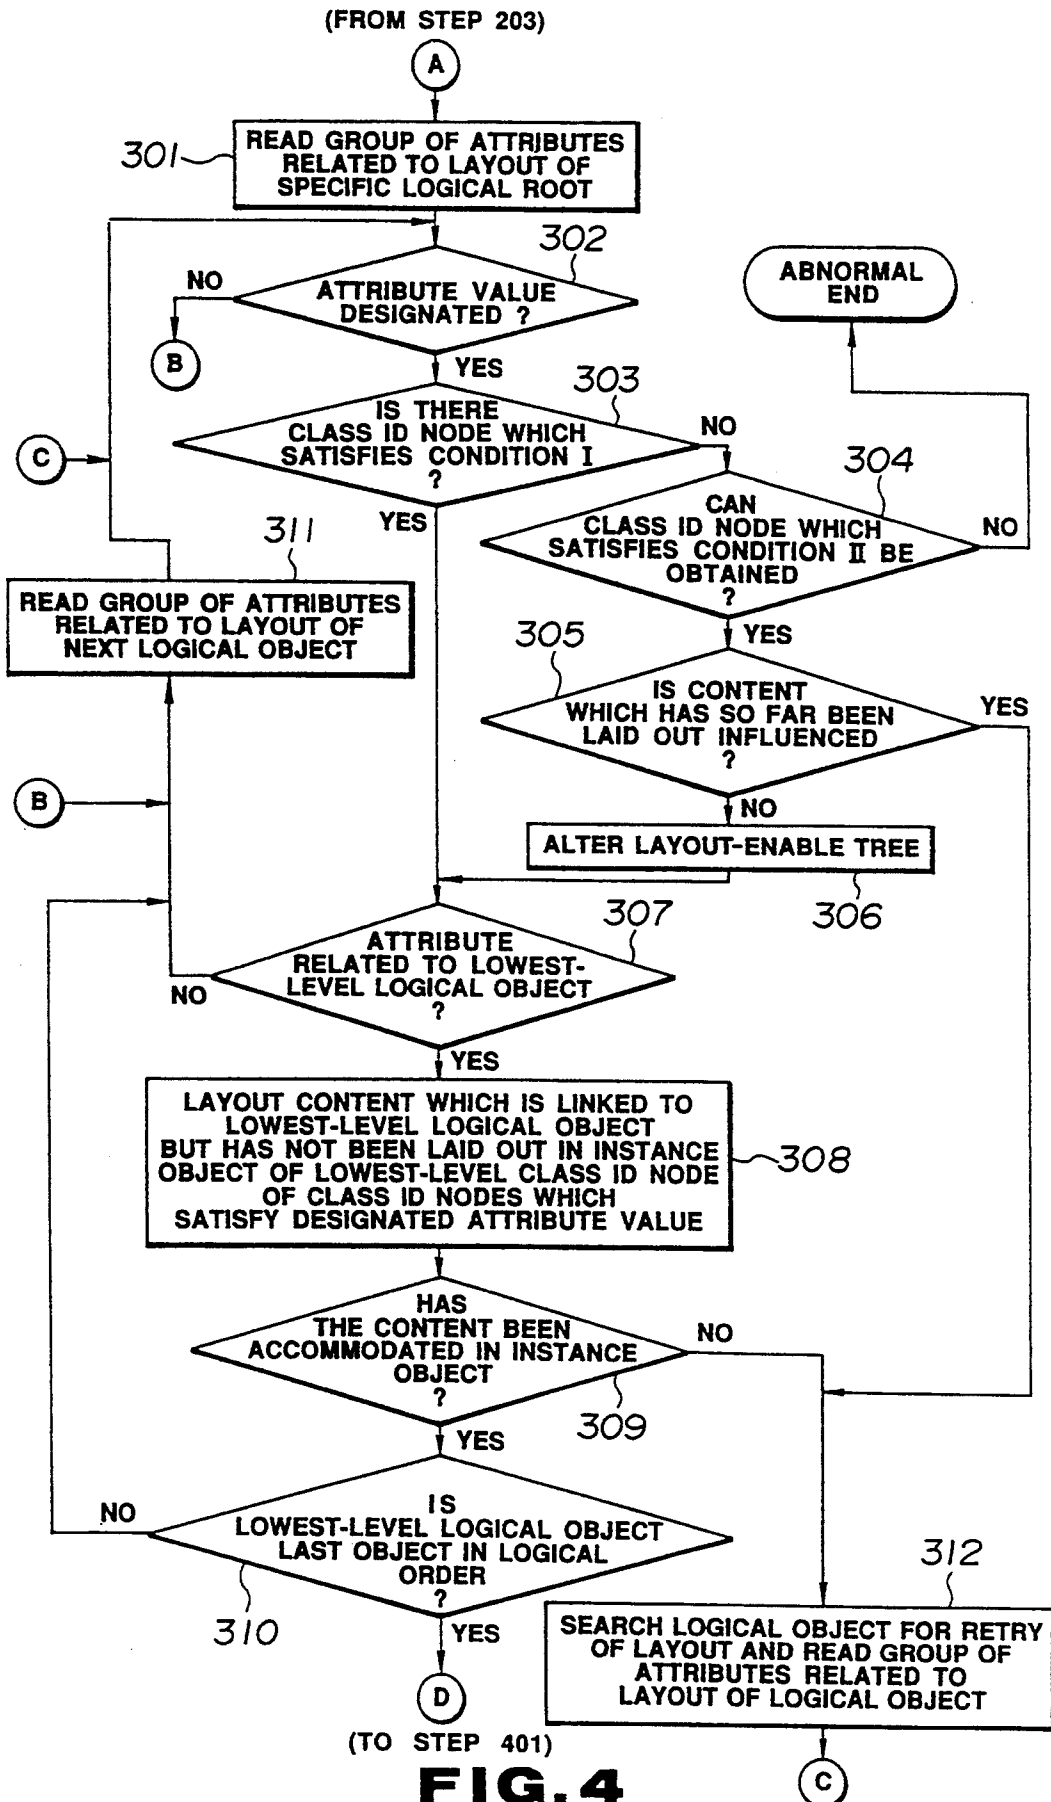 (FROM STEP 203)
A
READ GROUP OF ATTRIBUTES
RELATED TO LAYOUT OF
SPECIFIC LOGICAL ROOT
301
302
ATTRIBUTE VALUE
DESIGNATED ?
NO
B
YES
ABNORMAL
END
303
IS THERE
CLASS ID NODE WHICH
SATISFIES CONDITION I
?
NO
YES
C
304
CAN
CLASS ID NODE WHICH
SATISFIES CONDITION II BE
OBTAINED
?
NO
YES
311
READ GROUP OF ATTRIBUTES
RELATED TO LAYOUT OF
NEXT LOGICAL OBJECT
305
IS CONTENT
WHICH HAS SO FAR BEEN
LAID OUT INFLUENCED
?
YES
NO
B
ALTER LAYOUT-ENABLE TREE
306
307
ATTRIBUTE
RELATED TO LOWEST-
LEVEL LOGICAL OBJECT
?
NO
YES
LAYOUT CONTENT WHICH IS LINKED TO
LOWEST-LEVEL LOGICAL OBJECT
BUT HAS NOT BEEN LAID OUT IN INSTANCE
OBJECT OF LOWEST-LEVEL CLASS ID NODE
OF CLASS ID NODES WHICH
SATISFY DESIGNATED ATTRIBUTE VALUE
308
HAS
THE CONTENT BEEN
ACCOMMODATED IN INSTANCE
OBJECT
?
NO
309
YES
IS
LOWEST-LEVEL LOGICAL OBJECT
LAST OBJECT IN LOGICAL
ORDER
?
NO
310
YES
312
SEARCH LOGICAL OBJECT FOR RETRY
OF LAYOUT AND READ GROUP OF
ATTRIBUTES RELATED TO
LAYOUT OF LOGICAL OBJECT
D
(TO STEP 401)
C
FIG.4